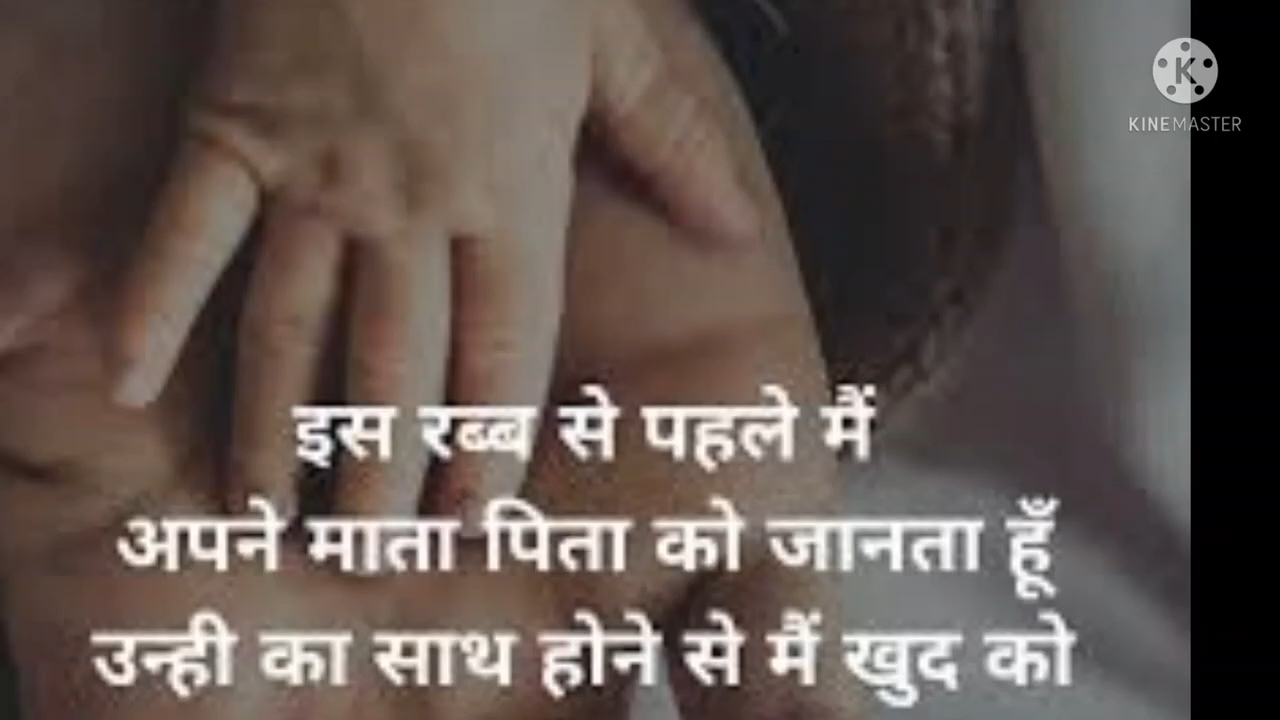 KINEMASTER
इस रब्ब से पहले मैं
अपने माता पिता को जानता हूँ
उन्ही का साथ होने से मैं खुद को